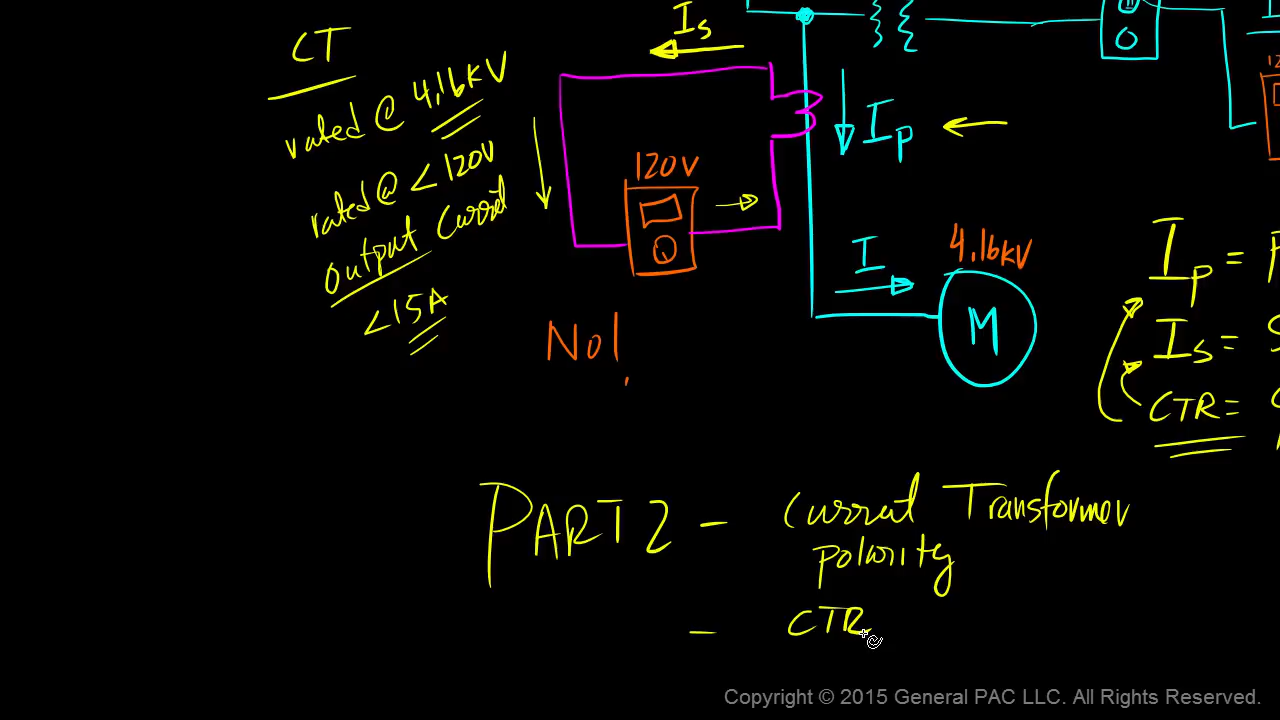 CT
rated @ 4.16kV
rated @ < 120V
Output Current
< 15A
Is
120V
No!
Ip
I
4.16kV
M
Ip =
Is =
CTR =
PART 2 - Current Transformer
polarity
- CTR
Copyright © 2015 General PAC LLC. All Rights Reserved.